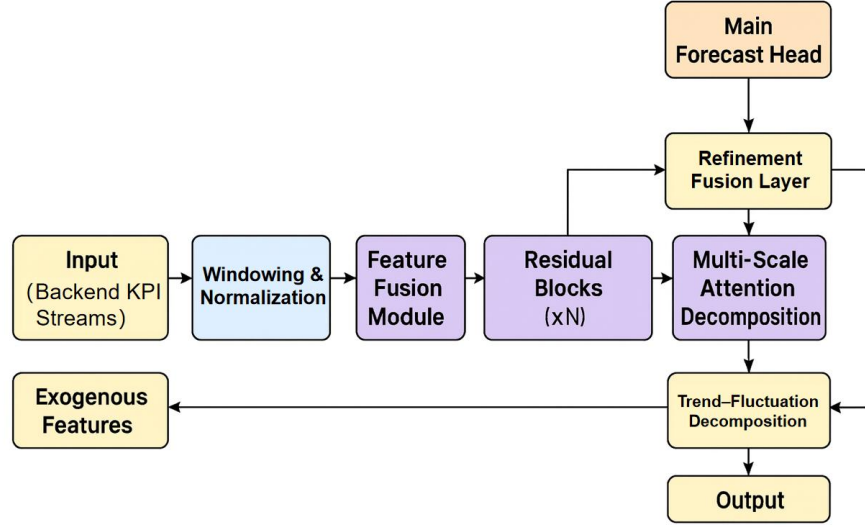 Main
Forecast Head
Refinement
Fusion Layer
Input
(Backend KPI
Streams)
Windowing &
Normalization
Feature
Fusion
Module
Residual
Blocks
(xN)
Multi-Scale
Attention
Decomposition
Exogenous
Features
Trend–Fluctuation
Decomposition
Output